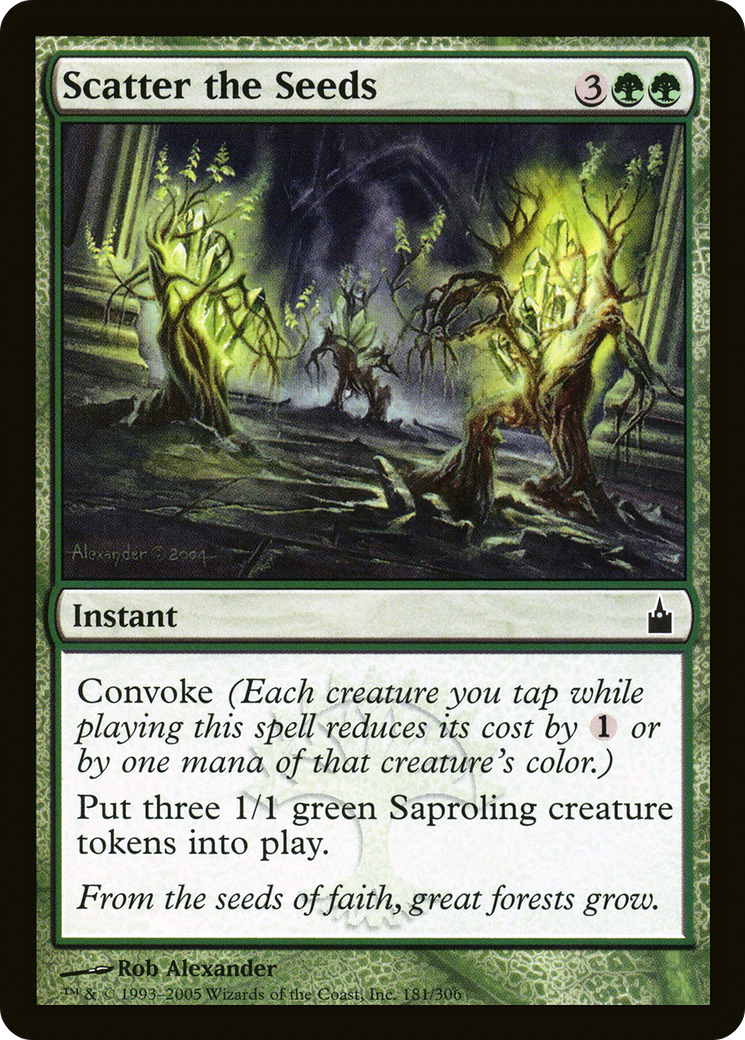 Scatter the Seeds 3
Alexander © 2004
Instant
Convoke (Each creature you tap while
playing this spell reduces its cost by 1 or
by one mana of that creature's color.)
Put three 1/1 green Saproling creature
tokens into play.
From the seeds of faith, great forests grow.
Rob Alexander
™ & © 1993–2005 Wizards of the Coast, Inc. 181/306